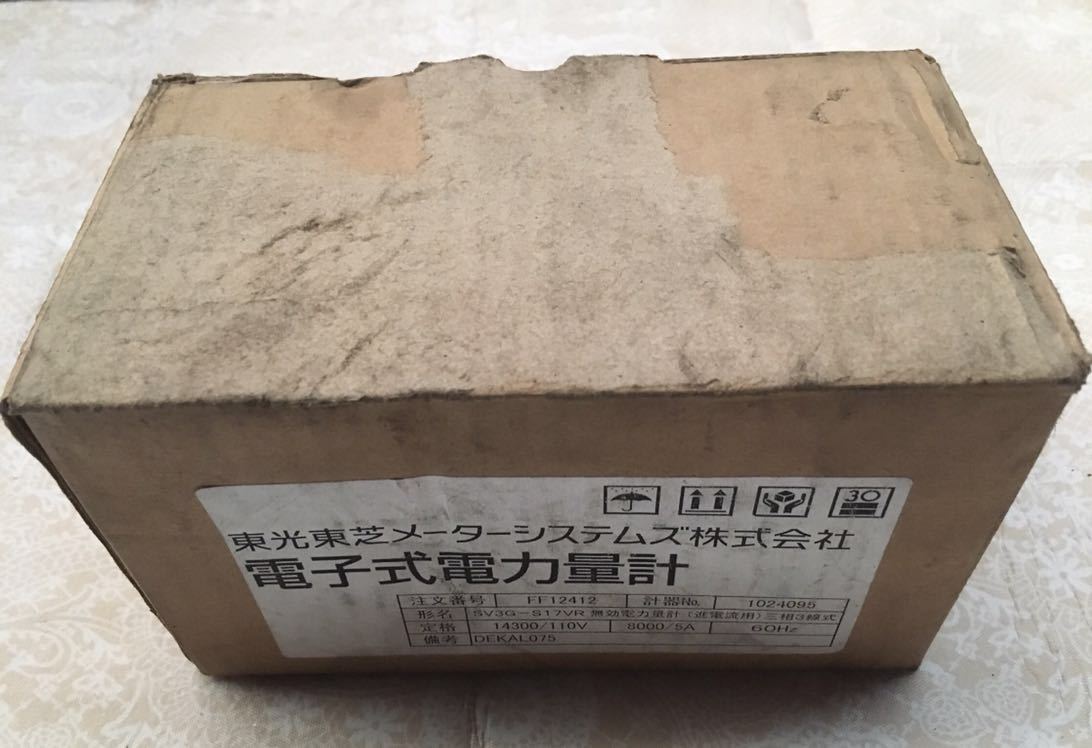 30
東光東芝メーターシステムズ株式会社
電子式電力量計
注文番号 FF12412 計器No. 1024095
形名 SV3G-S17VR 無効電力量計(進電流用)三相3線式
定格 14300/110V 8000/5A 60Hz
備考 DEKAL075